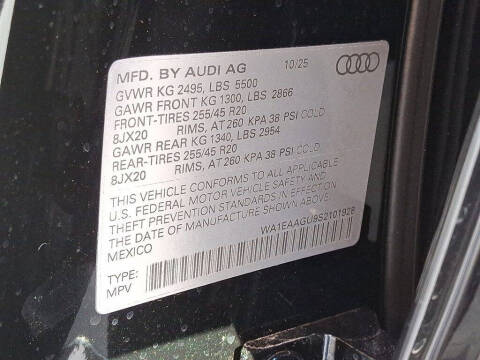 MFD. BY AUDI AG 10/25
GVWR KG 2495, LBS 5500
GAWR FRONT KG 1300, LBS 2866
FRONT-TIRES 255/45 R20
8JX20 RIMS, AT 260 KPA 38 PSI COLD
GAWR REAR KG 1340, LBS 2954
REAR-TIRES 255/45 R20
8JX20 RIMS, AT 260 KPA 38 PSI COLD
THIS VEHICLE CONFORMS TO ALL APPLICABLE
U.S. FEDERAL MOTOR VEHICLE SAFETY AND
THEFT PREVENTION STANDARDS IN EFFECT ON
THE DATE OF MANUFACTURE SHOWN ABOVE.
MEXICO WA1EAAGU9S2101928
TYPE:
MPV